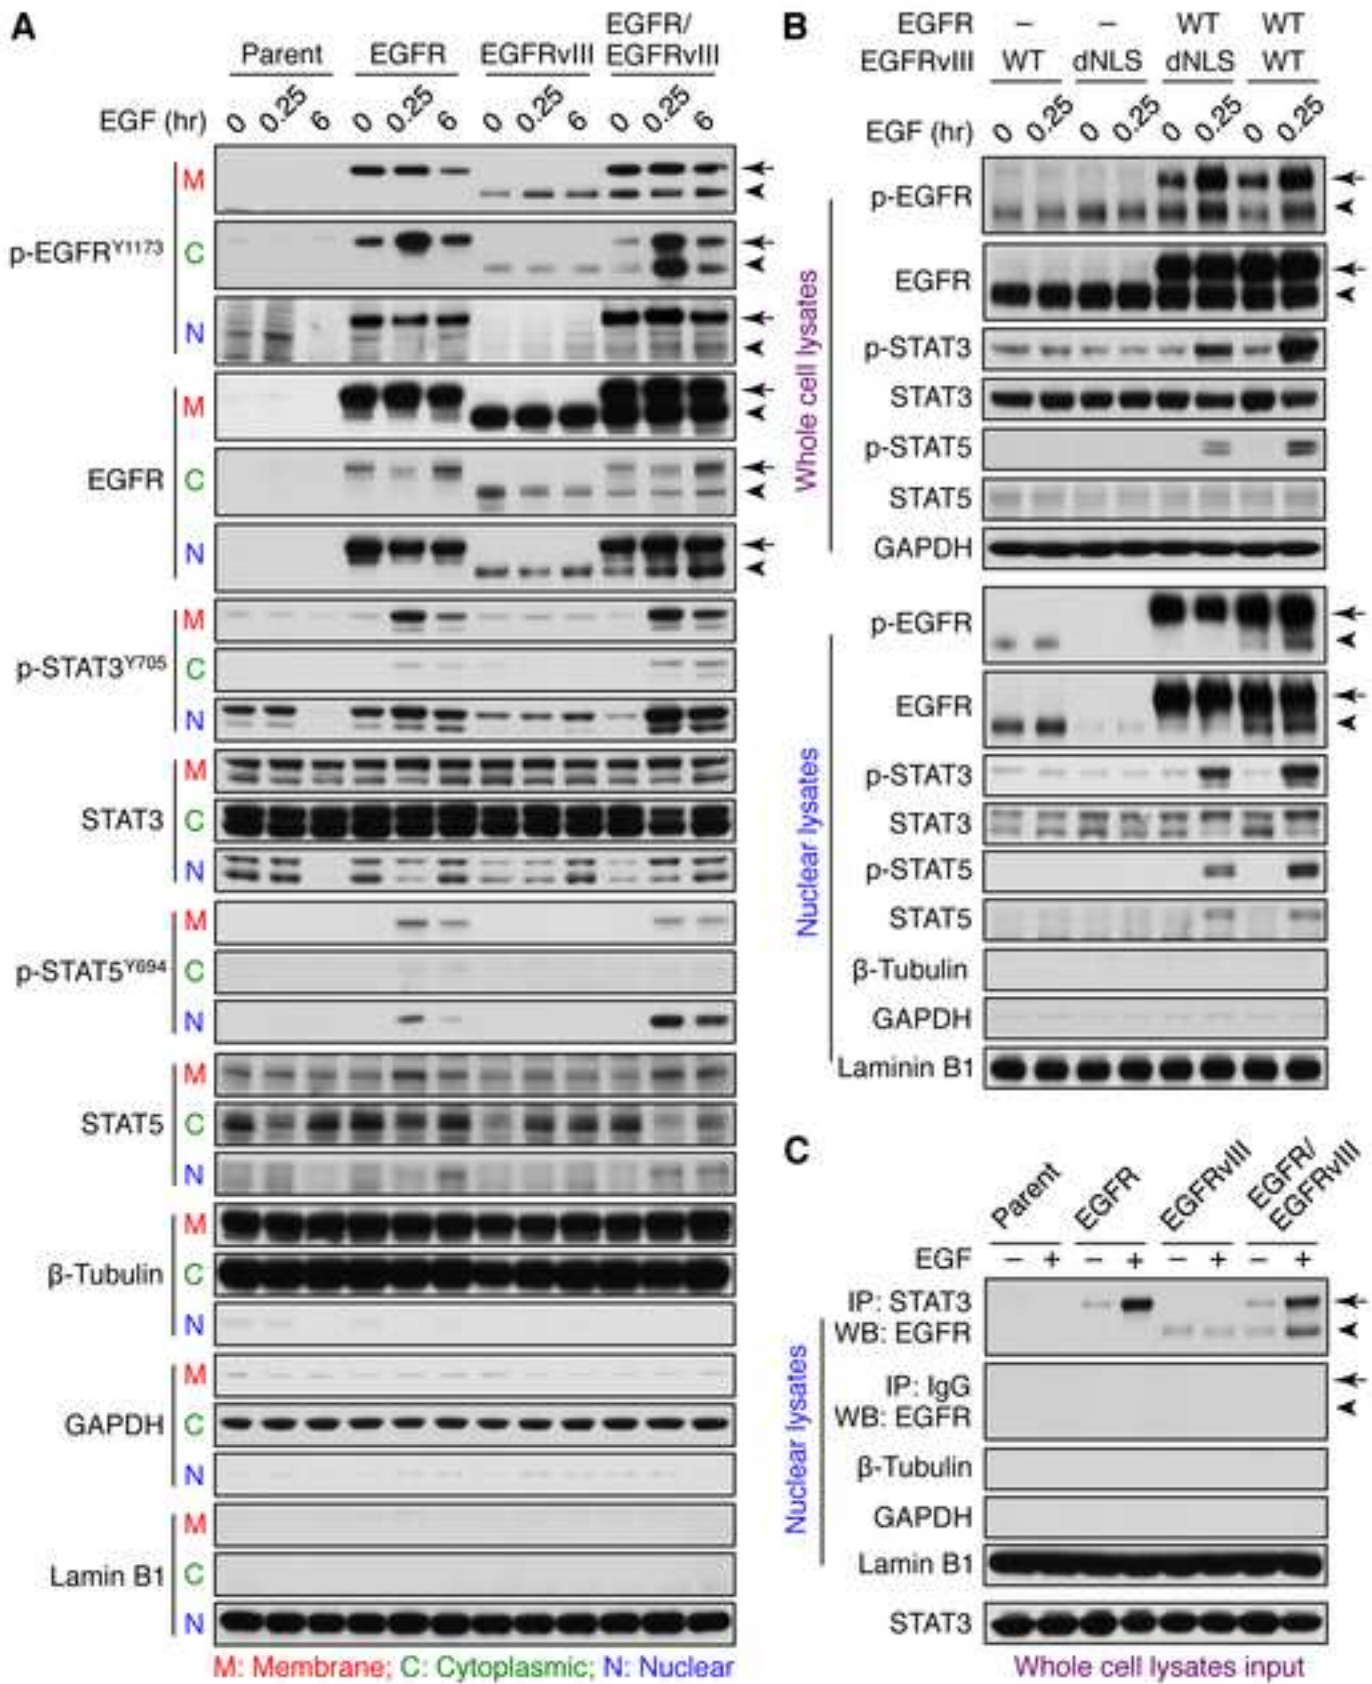 A
Parent
EGFR
EGFRvIII
EGFR/
EGFRvIII
EGF (hr)
0 0.25 6 0 0.25 6 0 0.25 6 0 0.25 6
p-EGFRY1173
M
C
N
EGFR
M
C
N
p-STAT3Y705
M
C
N
STAT3
M
C
N
p-STAT5Y694
M
C
N
STAT5
M
C
N
β-Tubulin
M
C
N
GAPDH
M
C
N
Lamin B1
M
C
N
M: Membrane; C: Cytoplasmic; N: Nuclear
B
EGFR – – WT WT
EGFRvIII WT dNLS dNLS WT
EGF (hr) 0 0.25 0 0.25 0 0.25 0 0.25
Whole cell lysates
p-EGFR
EGFR
p-STAT3
STAT3
p-STAT5
STAT5
GAPDH
Nuclear lysates
p-EGFR
EGFR
p-STAT3
STAT3
p-STAT5
STAT5
β-Tubulin
GAPDH
Laminin B1
C
Parent
EGFR
EGFRvIII
EGFR/
EGFRvIII
EGF – + – + – + – +
Nuclear lysates
IP: STAT3
WB: EGFR
IP: IgG
WB: EGFR
β-Tubulin
GAPDH
Lamin B1
STAT3
Whole cell lysates input